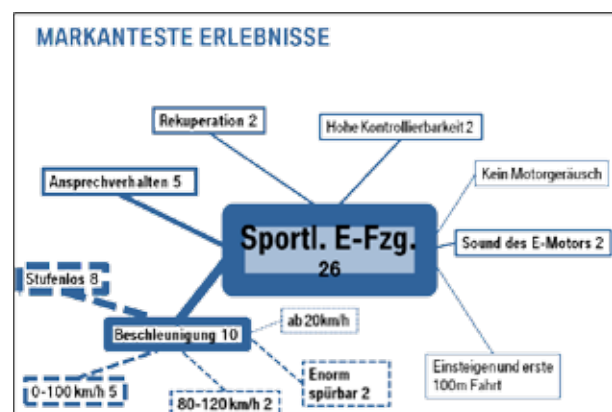 MARKANTESTE ERLEBNISSE
Rekuperation 2
Hohe Kontrollierbarkeit 2
Ansprechverhalten 5
Kein Motorgeräusch
Sportl. E-Fzg.
26
Sound des E-Motors 2
Stufenlos 8
Beschleunigung 10
ab 20km/h
Einsteigen und erste
100m Fahrt
0-100 km/h 5
80-120 km/h 2
Enorm
spürbar 2